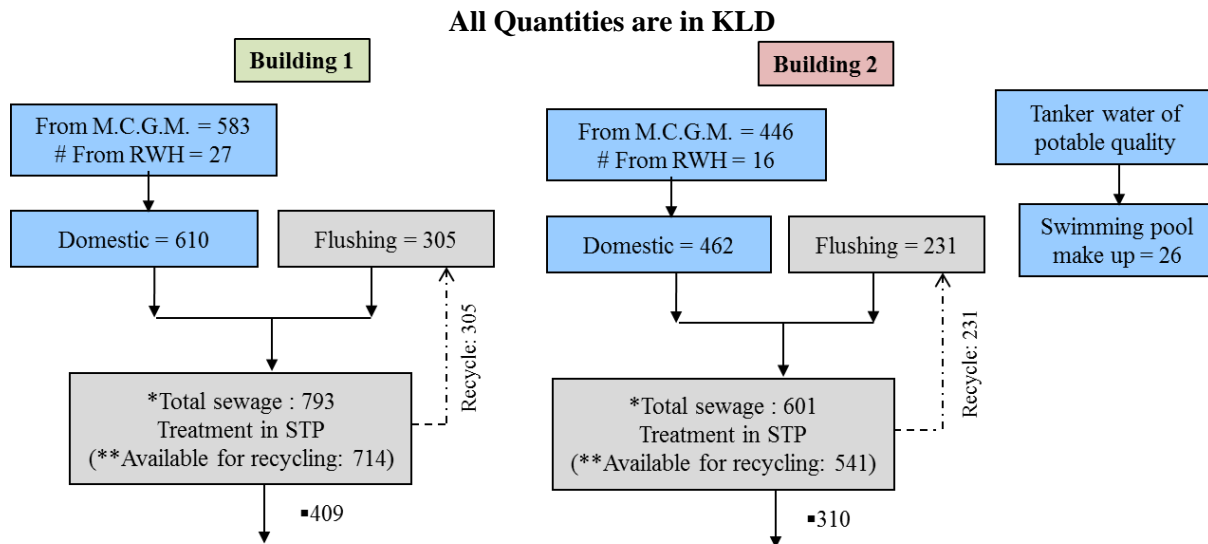 All Quantities are in KLD
Building 1
From M.C.G.M. = 583
# From RWH = 27
Domestic = 610
Flushing = 305
Recycle: 305
*Total sewage : 793
Treatment in STP
(**Available for recycling: 714)
▪409
Building 2
From M.C.G.M. = 446
# From RWH = 16
Domestic = 462
Flushing = 231
Recycle: 231
*Total sewage : 601
Treatment in STP
(**Available for recycling: 541)
▪310
Tanker water of
potable quality
Swimming pool
make up = 26